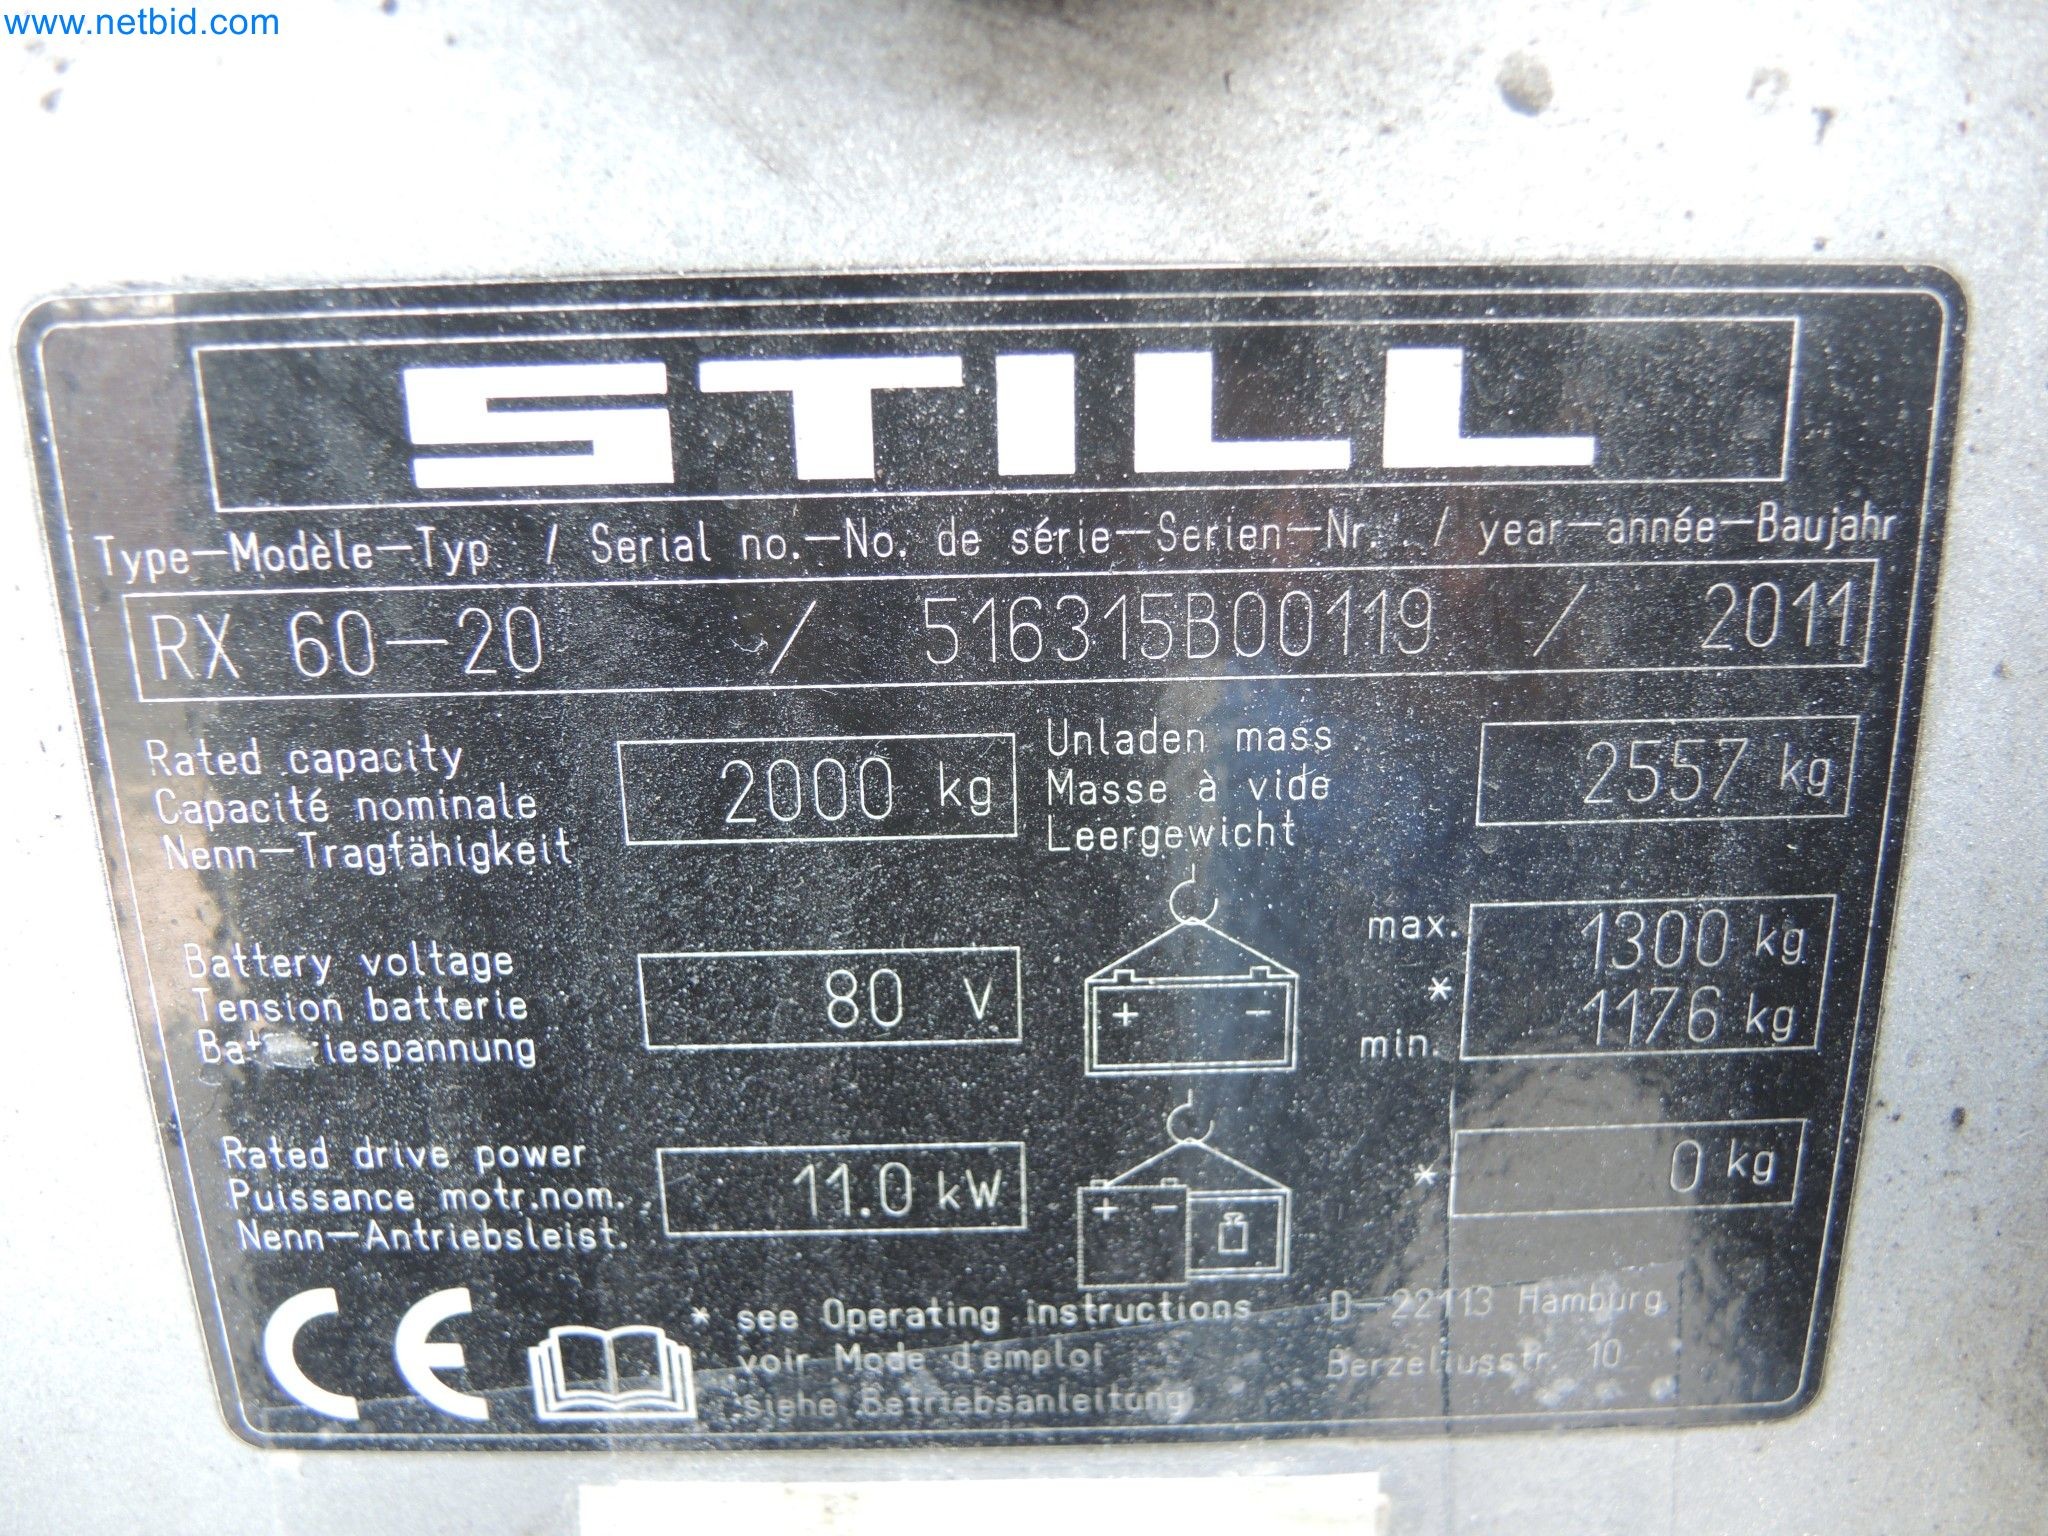 www.netbid.com
STILL
Type-Modèle-Typ / Serial no.-No. de série-Serien-Nr. / year-année-Baujahr
RX 60-20 / 516315B00119 / 2011
Rated capacity
Capacité nominale
Nenn-Tragfähigkeit
2000 kg
Unladen mass
Masse à vide
Leergewicht
2557 kg
Battery voltage
Tension batterie
Batteriespannung
80 V
+ -
max. 1300 kg
*
min. 1176 kg
Rated drive power
Puissance motr.nom.
Nenn-Antriebsleist.
11.0 kW
+ -
* 0 kg
CE
* see Operating instructions
voir Mode d'emploi
siehe Betriebsanleitung
D-22113 Hamburg
Berzeliusstr. 10